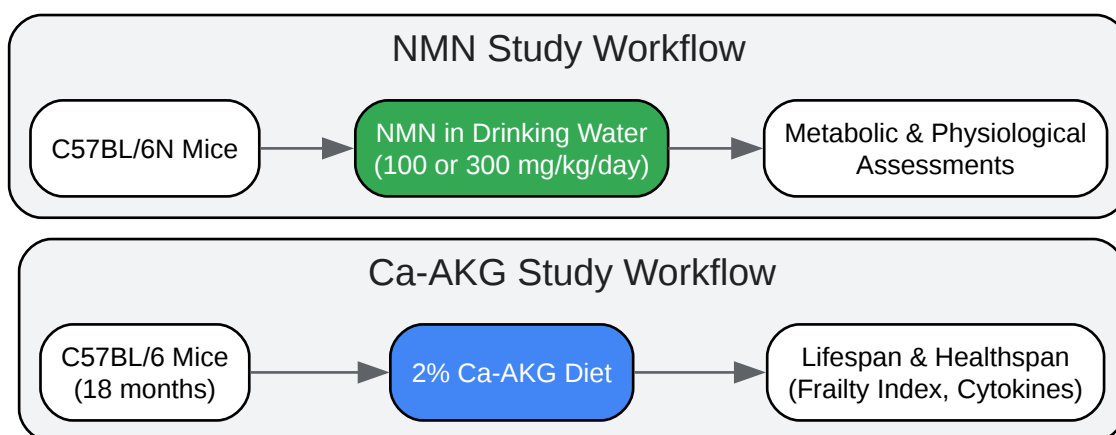 NMN Study Workflow
C57BL/6N Mice
NMN in Drinking Water
(100 or 300 mg/kg/day)
Metabolic & Physiological
Assessments
Ca-AKG Study Workflow
C57BL/6 Mice
(18 months)
2% Ca-AKG Diet
Lifespan & Healthspan
(Frailty Index, Cytokines)